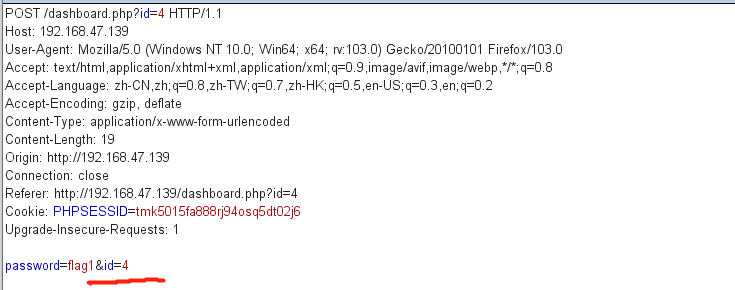 POST /dashboard.php?id=4 HTTP/1.1
Host: 192.168.47.139
User-Agent: Mozilla/5.0 (Windows NT 10.0; Win64; x64; rv:103.0) Gecko/20100101 Firefox/103.0
Accept: text/html,application/xhtml+xml,application/xml;q=0.9,image/avif,image/webp,*/*;q=0.8
Accept-Language: zh-CN,zh;q=0.8,zh-TW;q=0.7,zh-HK;q=0.5,en-US;q=0.3,en;q=0.2
Accept-Encoding: gzip, deflate
Content-Type: application/x-www-form-urlencoded
Content-Length: 19
Origin: http://192.168.47.139
Connection: close
Referer: http://192.168.47.139/dashboard.php?id=4
Cookie: PHPSESSID=tmk5015fa888rj94osq5dt02j6
Upgrade-Insecure-Requests: 1
password=flag1&id=4